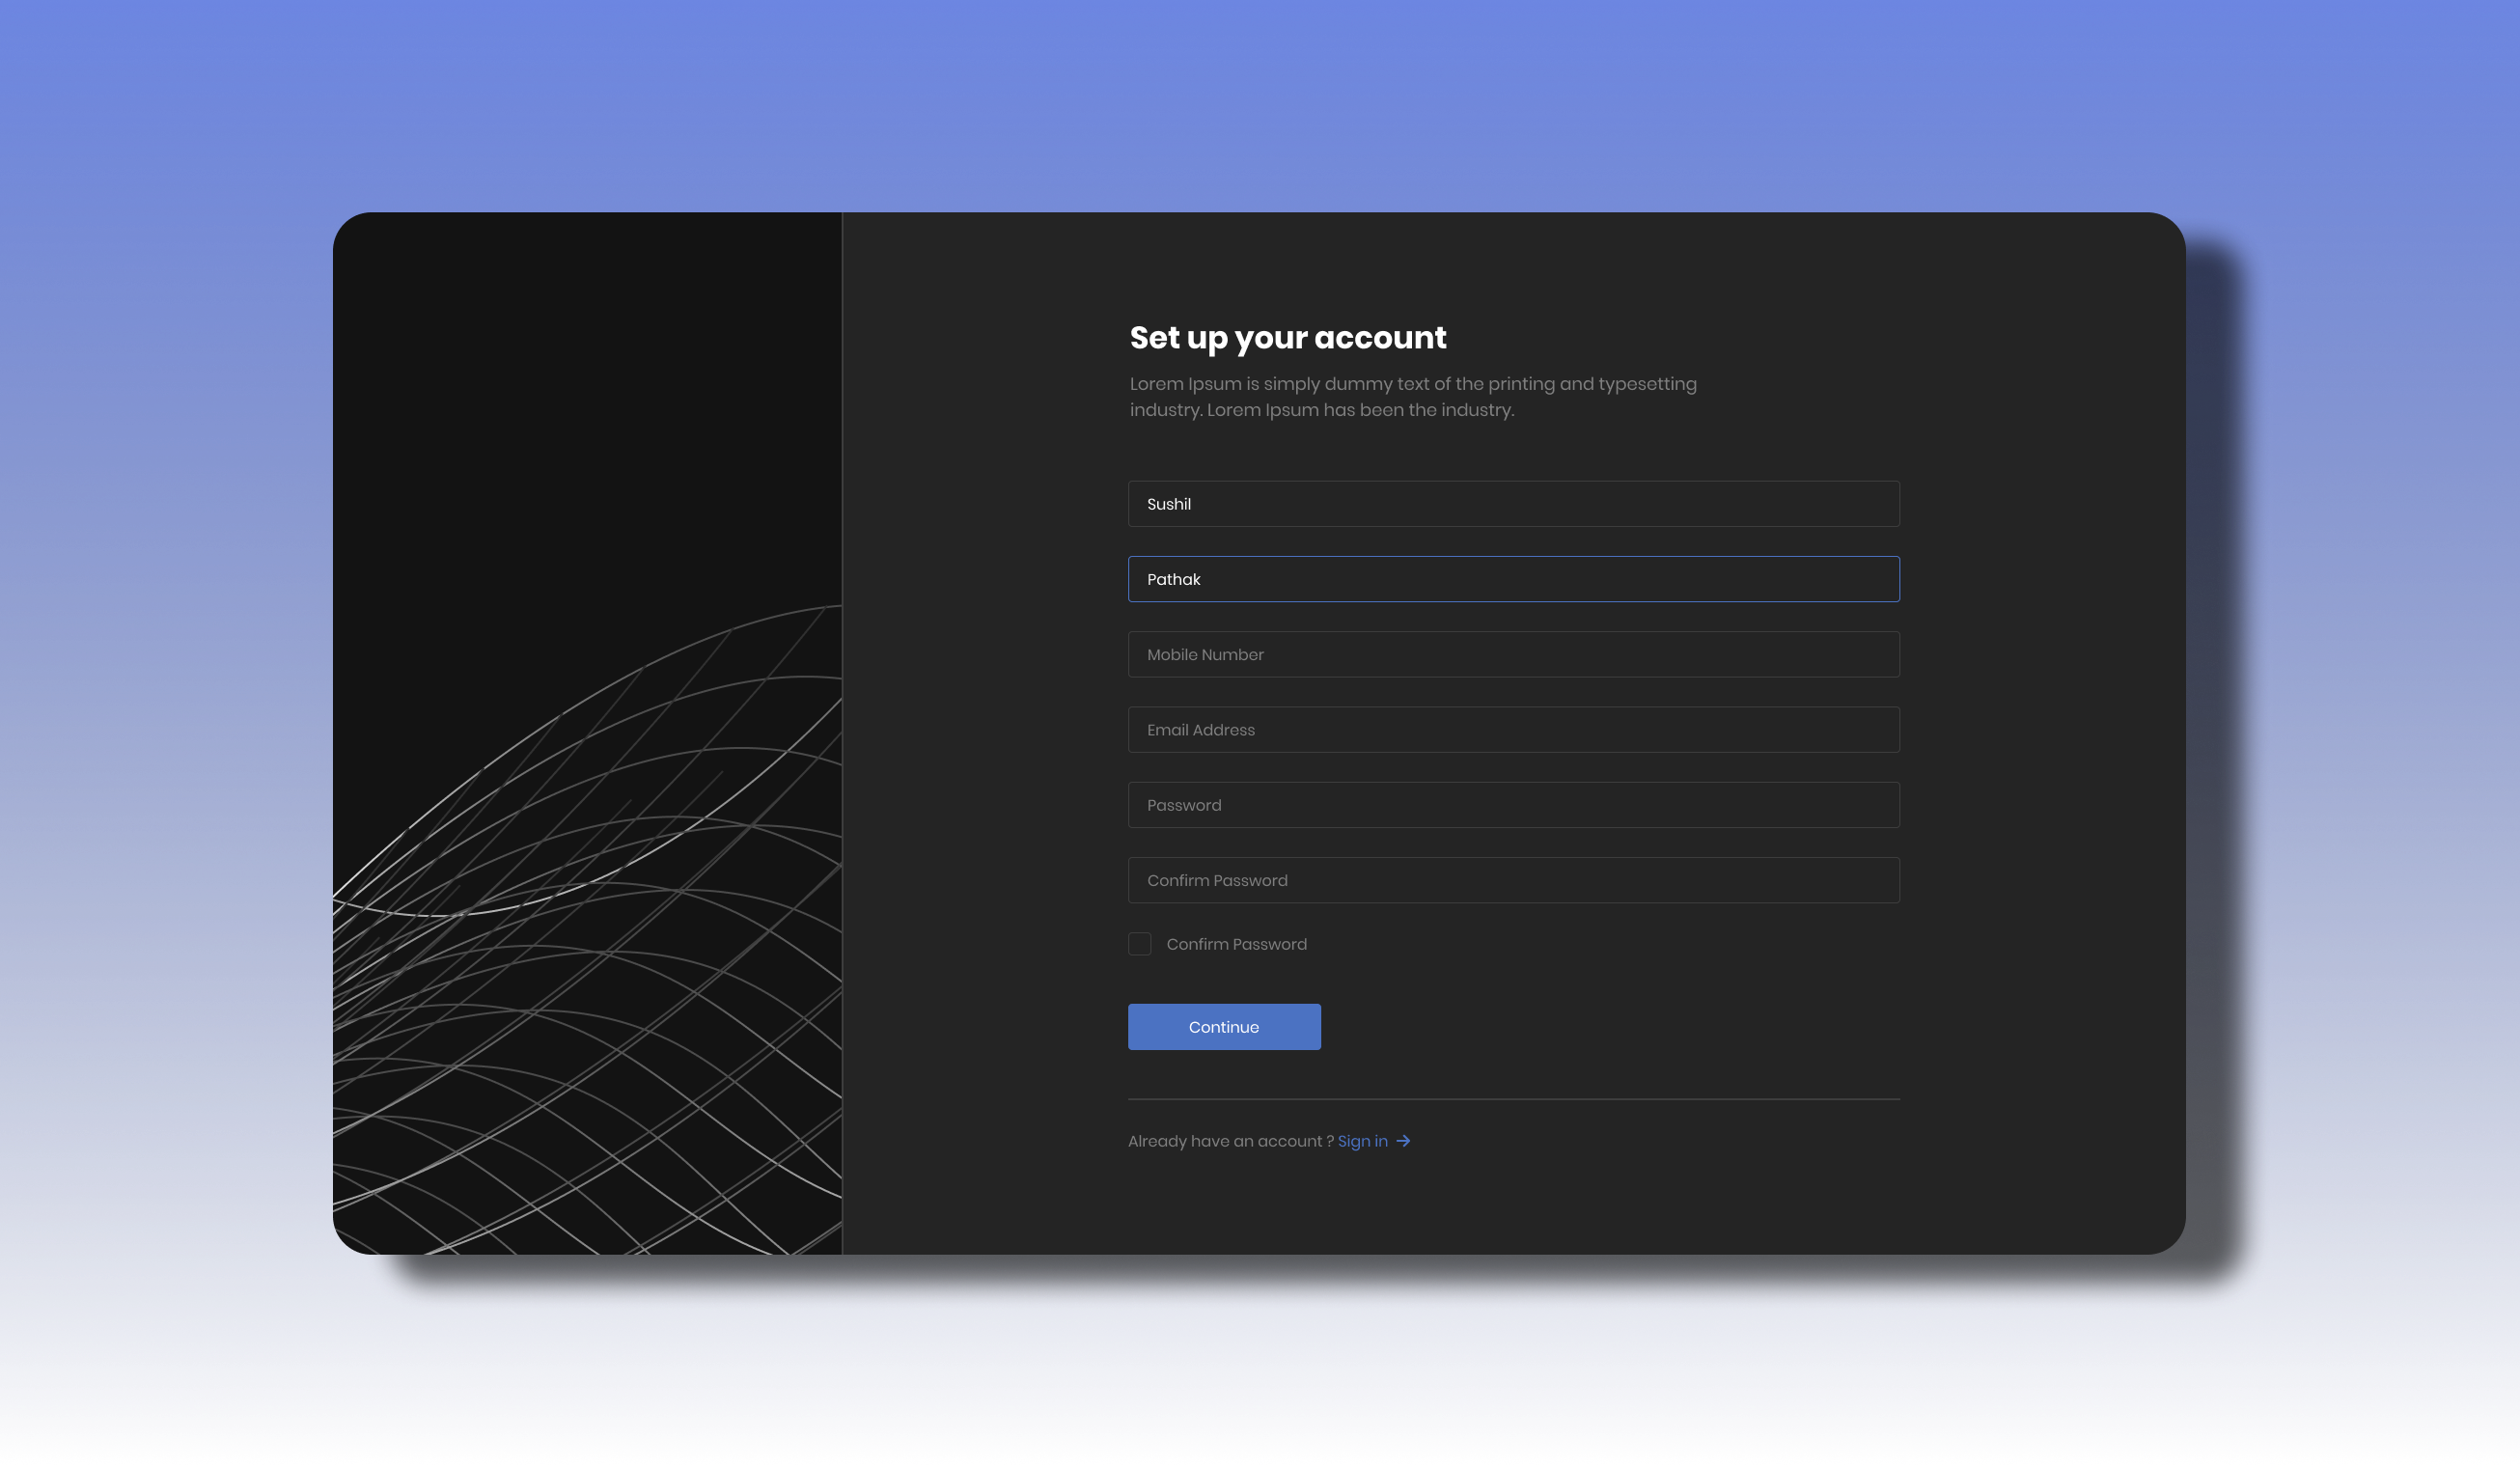 Set up your account
Lorem Ipsum is simply dummy text of the printing and typesetting
industry. Lorem Ipsum has been the industry.
Sushil
Pathak
Mobile Number
Email Address
Password
Confirm Password
Confirm Password
Continue
Already have an account ? Sign in →